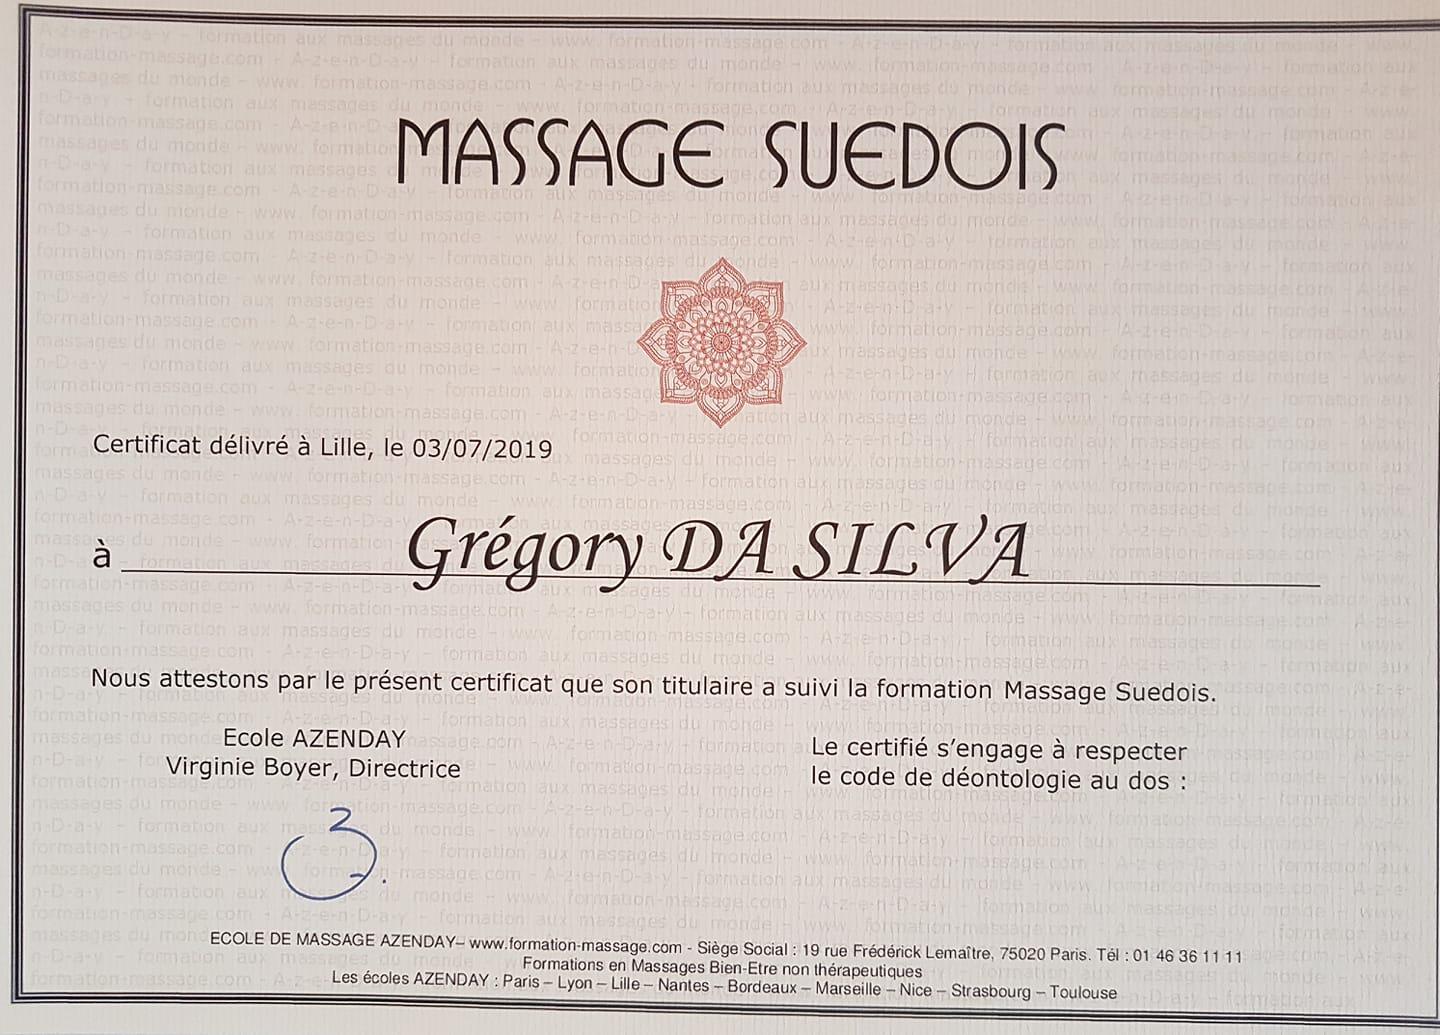 MASSAGE SUEDOIS
Certificat délivré à Lille, le 03/07/2019
à Grégory DA SILVA
Nous attestons par le présent certificat que son titulaire a suivi la formation Massage Suedois.
Ecole AZENDAY
Virginie Boyer, Directrice
Le certifié s'engage à respecter
le code de déontologie au dos :
ECOLE DE MASSAGE AZENDAY– www.formation-massage.com - Siège Social : 19 rue Frédérick Lemaître, 75020 Paris. Tél : 01 46 36 11 11
Formations en Massages Bien-Etre non thérapeutiques
Les écoles AZENDAY : Paris – Lyon – Lille – Nantes – Bordeaux – Marseille – Nice – Strasbourg – Toulouse